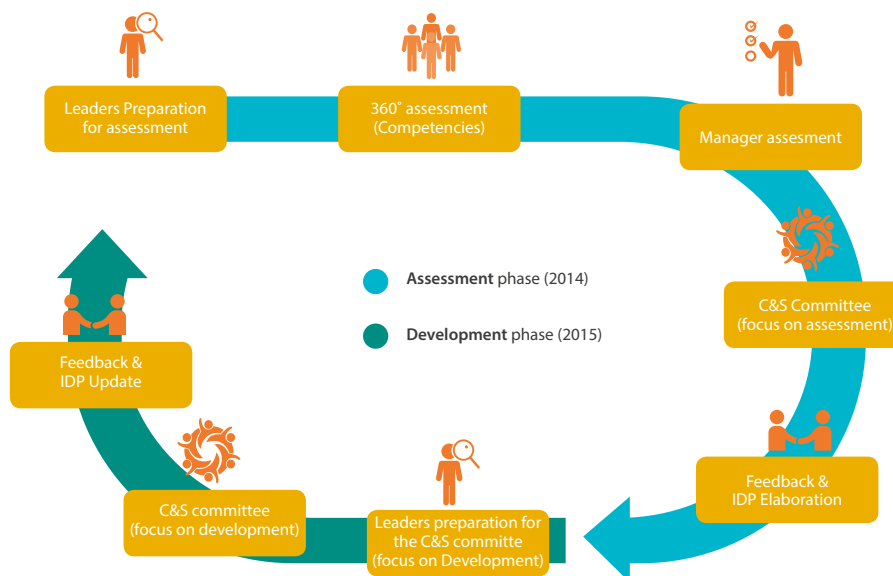 Leaders Preparation
for assessment
360° assessment
(Competencies)
Manager assesment
C&S Committee
(focus on assessment)
Feedback &
IDP Elaboration
Leaders preparation for
the C&S committe
(focus on Development)
C&S committee
(focus on development)
Feedback &
IDP Update
Assessment phase (2014)
Development phase (2015)